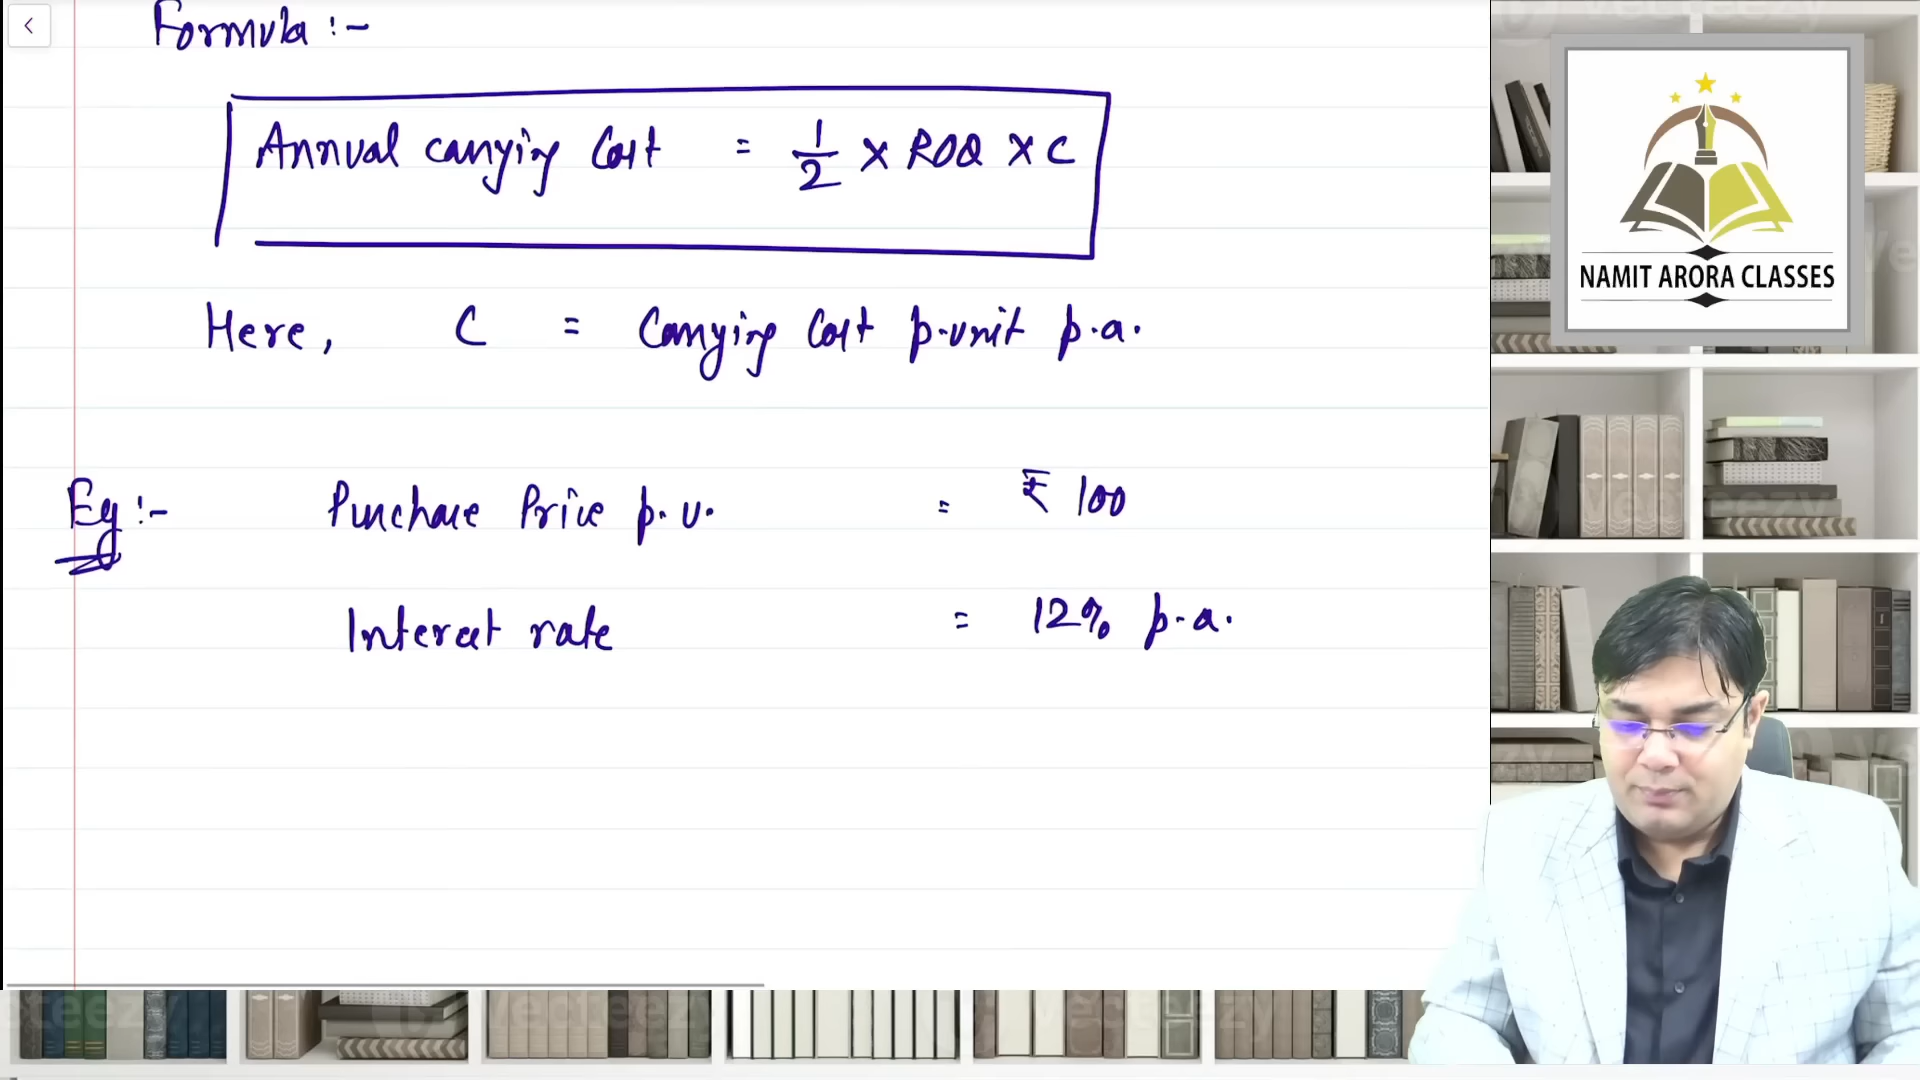 Formula :-
Annual carrying Cost = 1/2 × ROQ × C
Here, C = Carrying Cost p.unit p.a.
Eg :- Purchase Price p.u. = ₹ 100
Interest rate = 12% p.a.
NAMIT ARORA CLASSES